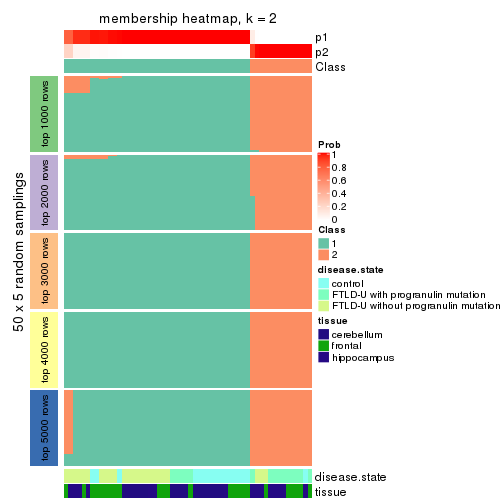 membership heatmap, k = 2
p1
p2
Class
50 x 5 random samplings
top 1000 rows
top 2000 rows
top 3000 rows
top 4000 rows
top 5000 rows
Prob
1
0.8
0.6
0.4
0.2
0
Class
1
2
disease.state
control
FTLD-U with progranulin mutation
FTLD-U without progranulin mutation
tissue
cerebellum
frontal
hippocampus
disease.state
tissue